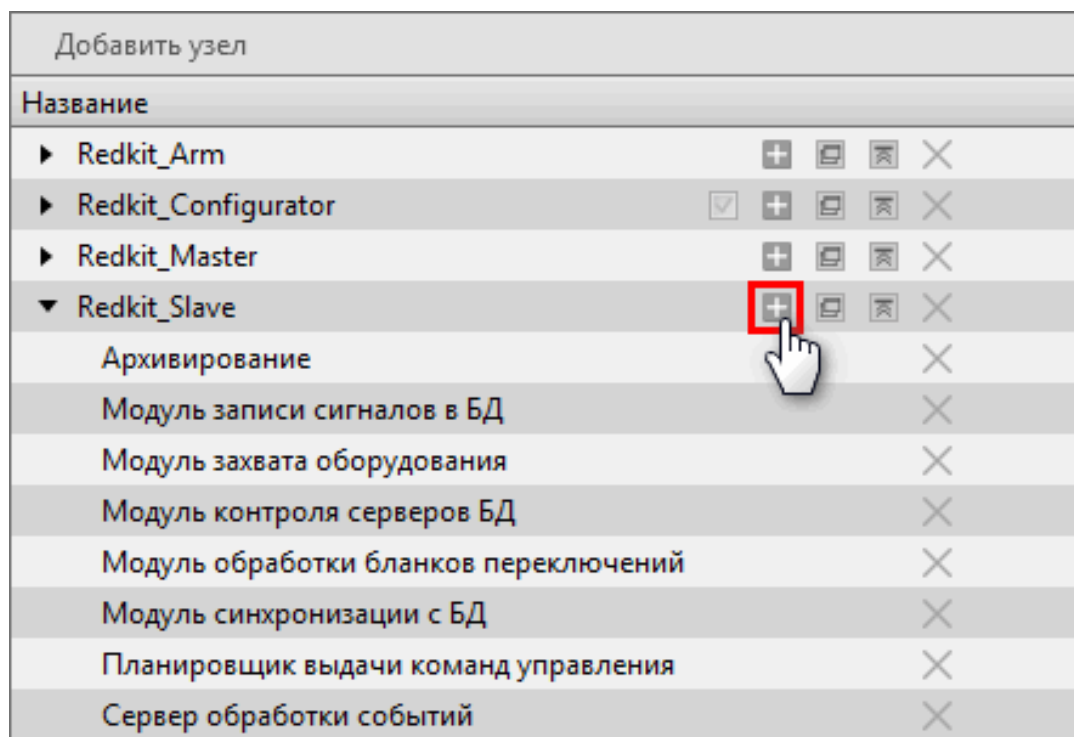 Добавить узел
Название
Redkit_Arm
Redkit_Configurator
Redkit_Master
Redkit_Slave
Архивирование
Модуль записи сигналов в БД
Модуль захвата оборудования
Модуль контроля серверов БД
Модуль обработки бланков переключений
Модуль синхронизации с БД
Планировщик выдачи команд управления
Сервер обработки событий